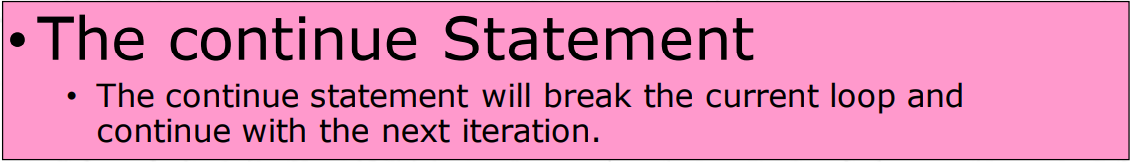 • The continue Statement
• The continue statement will break the current loop and
continue with the next iteration.